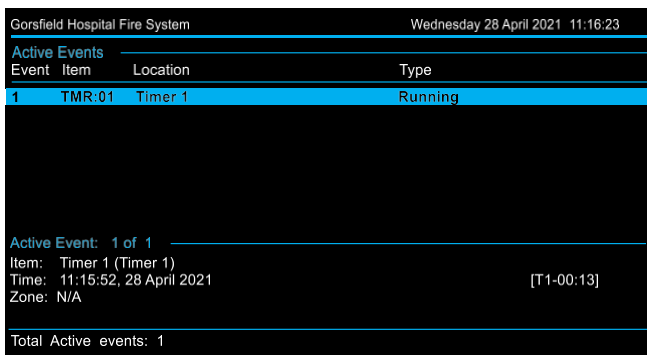 Gorsfield Hospital Fire System Wednesday 28 April 2021 11:16:23
Active Events
Event Item Location Type
1 TMR:01 Timer 1 Running
Active Event: 1 of 1
Item: Timer 1 (Timer 1)
Time: 11:15:52, 28 April 2021 [T1-00:13]
Zone: N/A
Total Active events: 1